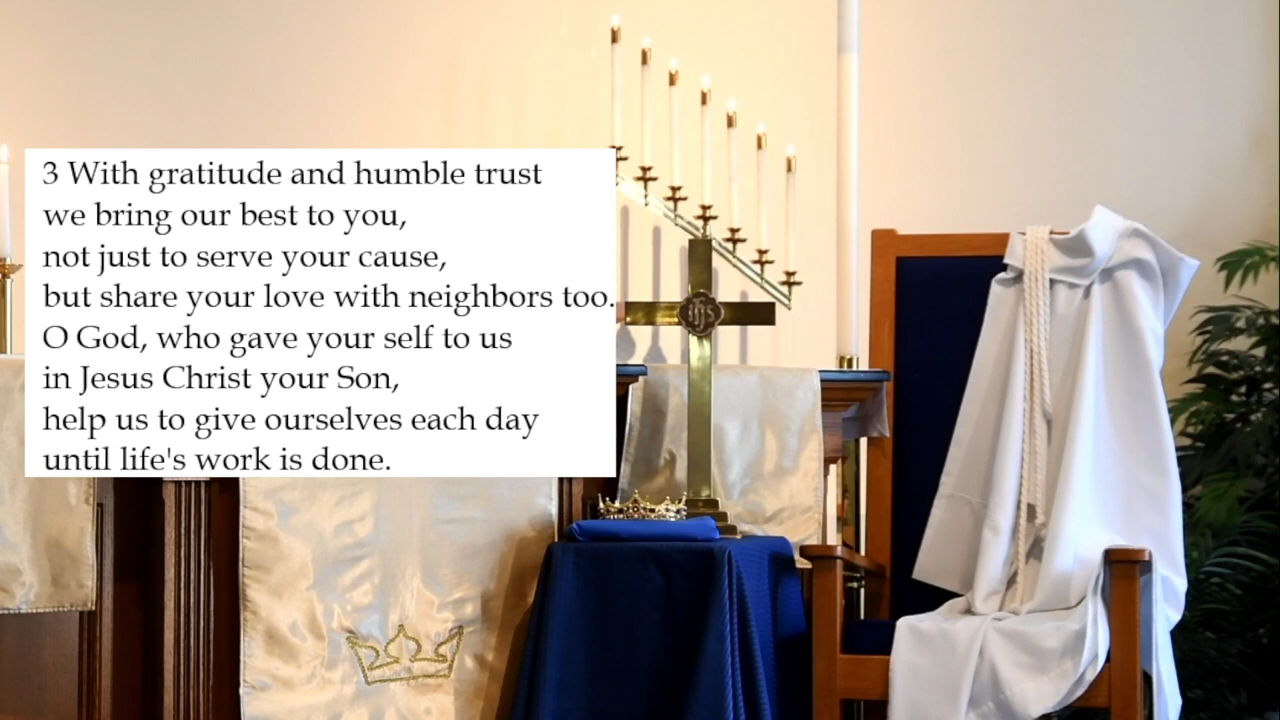 3 With gratitude and humble trust
we bring our best to you,
not just to serve your cause,
but share your love with neighbors too.
O God, who gave your self to us
in Jesus Christ your Son,
help us to give ourselves each day
until life's work is done.
IHS